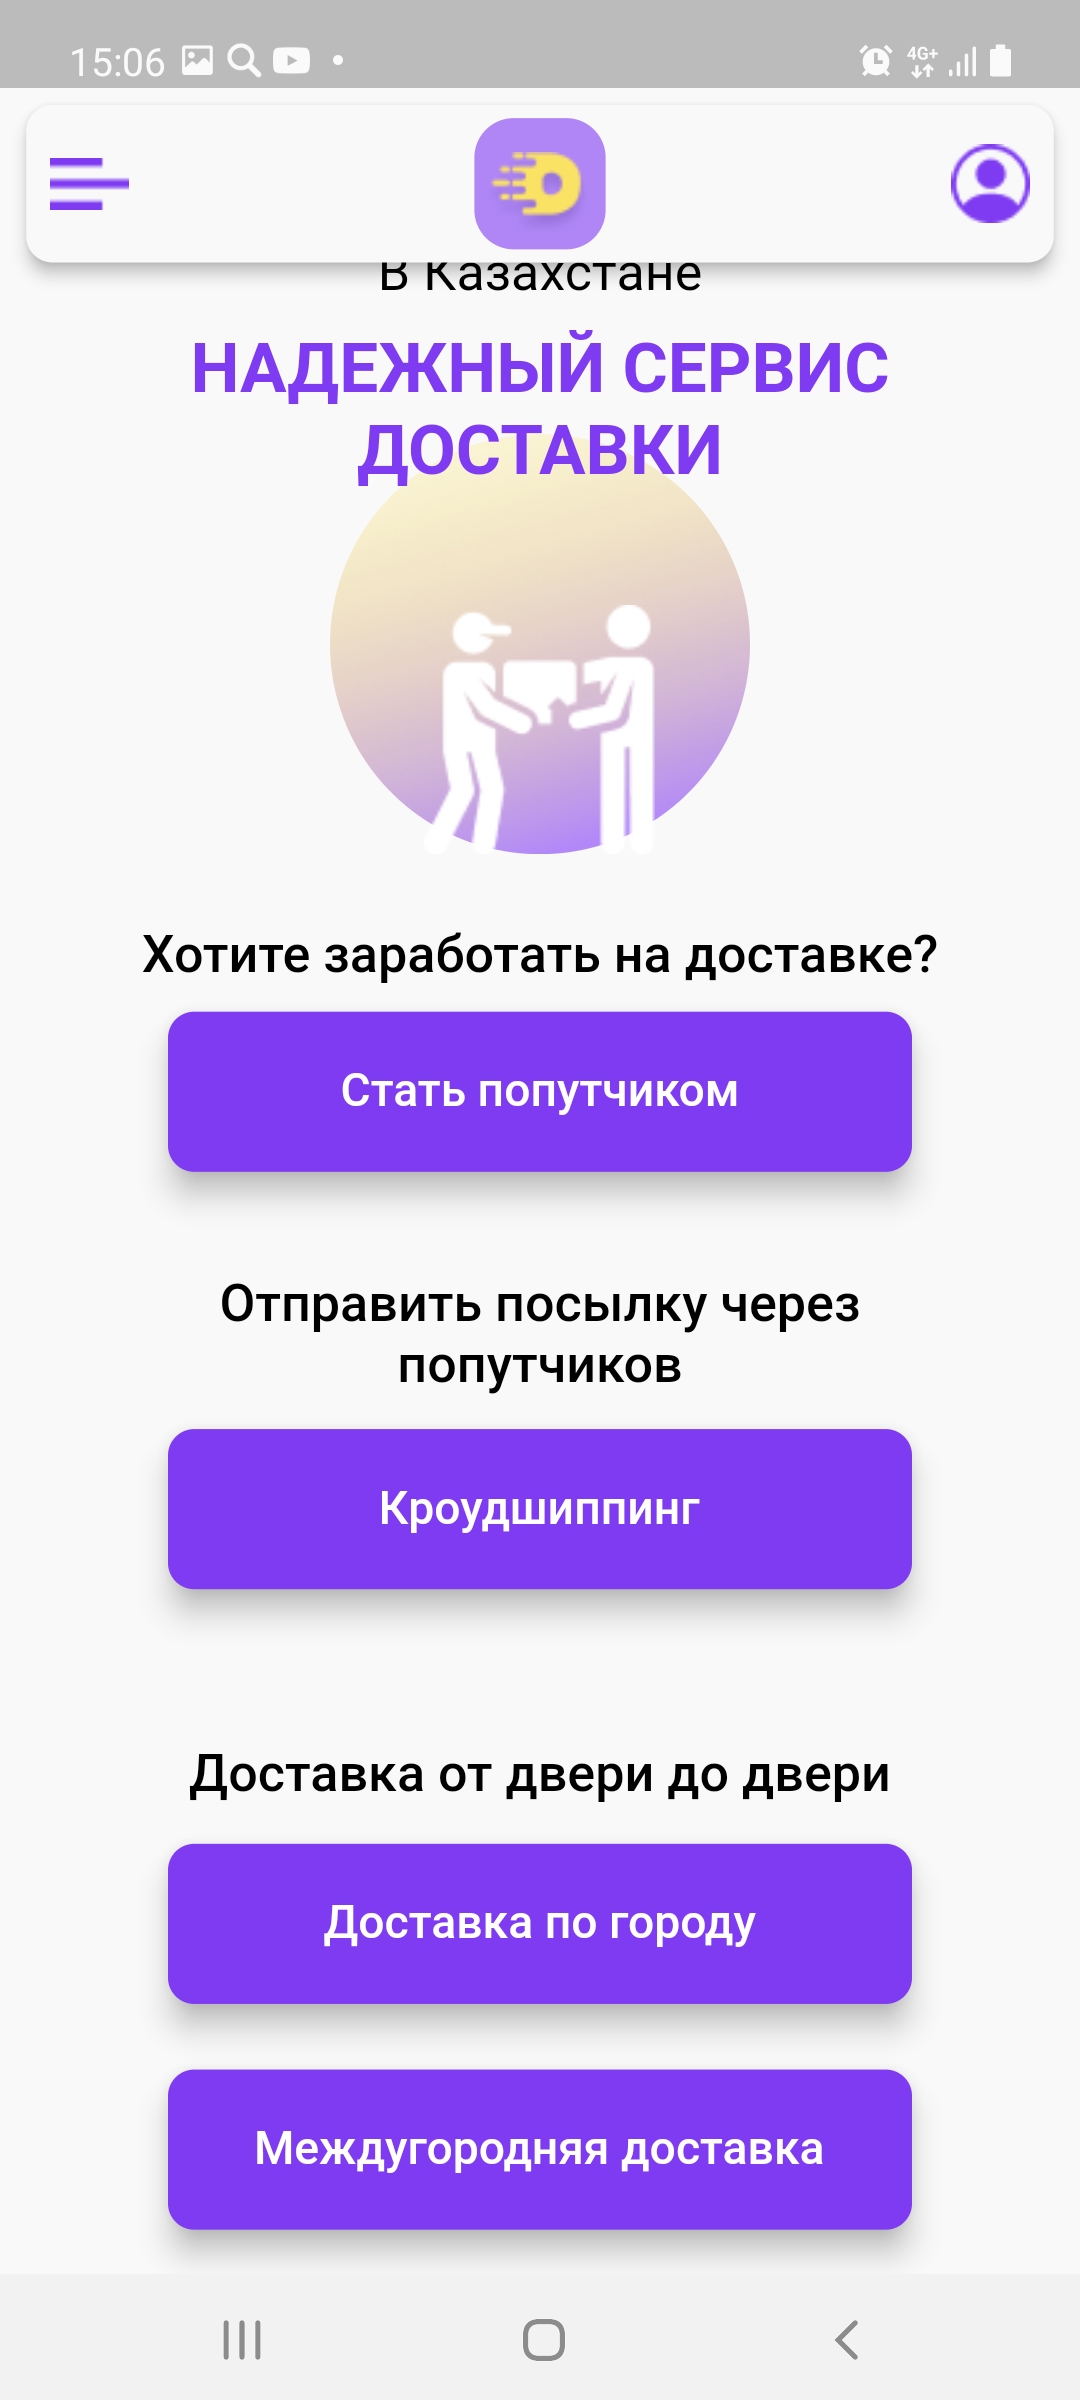 15:06
4G+
В Казахстане
НАДЕЖНЫЙ СЕРВИС
ДОСТАВКИ
Хотите заработать на доставке?
Стать попутчиком
Отправить посылку через
попутчиков
Кроудшиппинг
Доставка от двери до двери
Доставка по городу
Междугородняя доставка